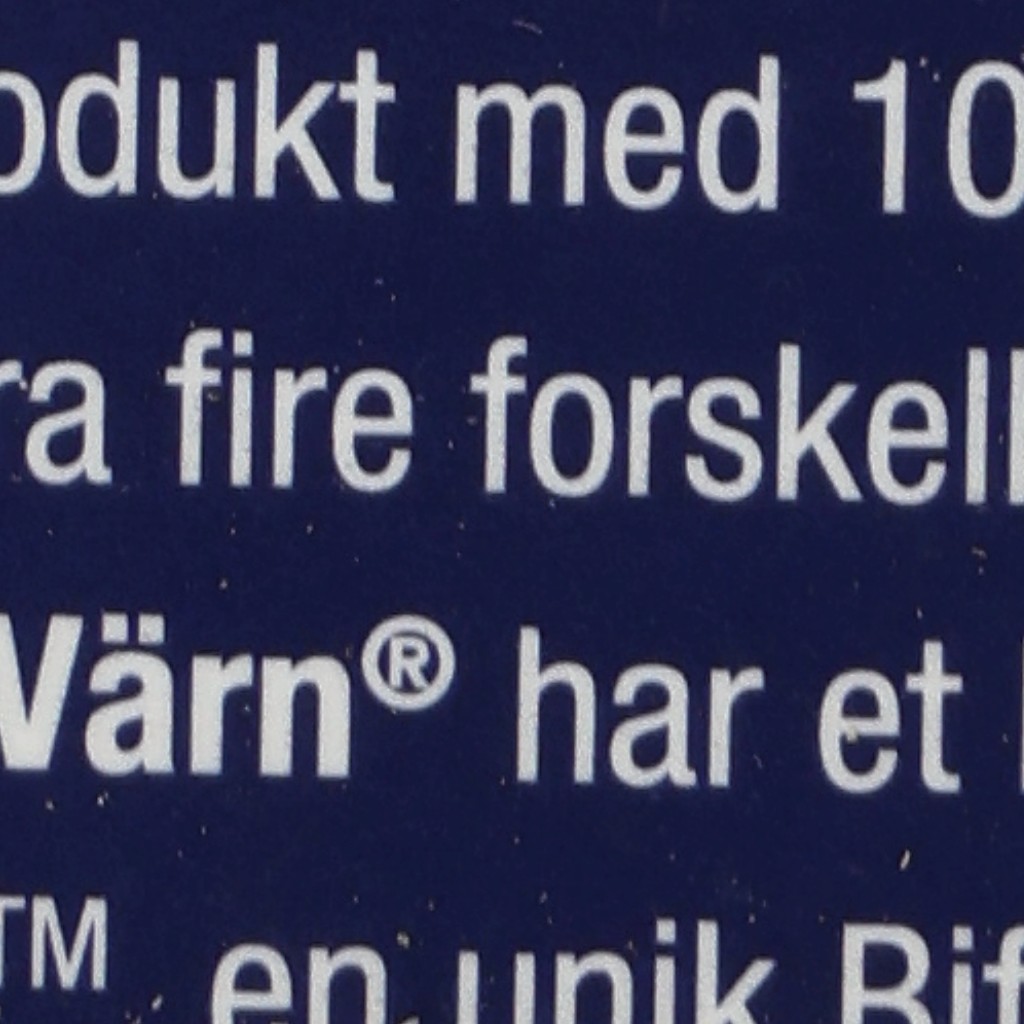 odukt med 10
ra fire forskell
Värn® har et
™ en unik Bif